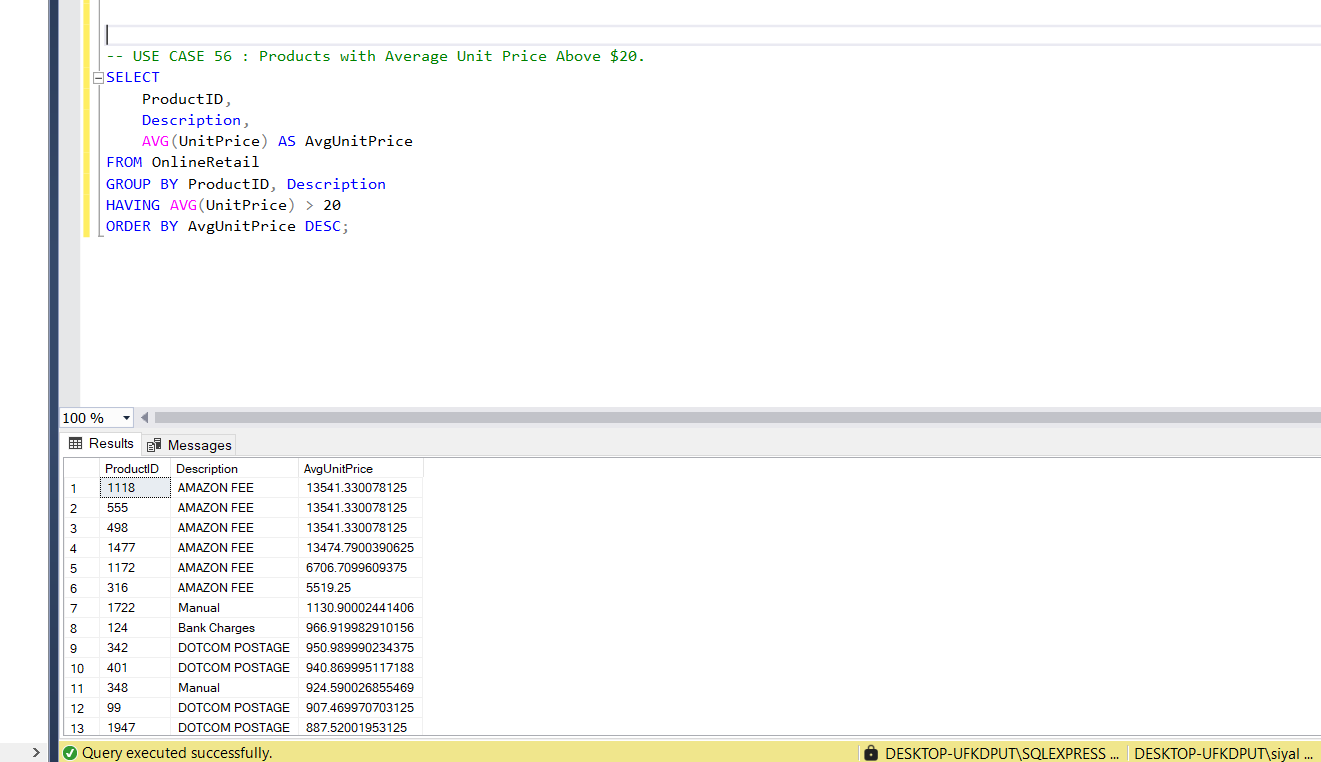 -- USE CASE 56 : Products with Average Unit Price Above $20.
SELECT
ProductID,
Description,
AVG(UnitPrice) AS AvgUnitPrice
FROM OnlineRetail
GROUP BY ProductID, Description
HAVING AVG(UnitPrice) > 20
ORDER BY AvgUnitPrice DESC;
100 %
Results Messages
ProductID Description AvgUnitPrice
1 1118 AMAZON FEE 13541.330078125
2 555 AMAZON FEE 13541.330078125
3 498 AMAZON FEE 13541.330078125
4 1477 AMAZON FEE 13474.7900390625
5 1172 AMAZON FEE 6706.7099609375
6 316 AMAZON FEE 5519.25
7 1722 Manual 1130.90002441406
8 124 Bank Charges 966.919982910156
9 342 DOTCOM POSTAGE 950.989990234375
10 401 DOTCOM POSTAGE 940.869995117188
11 348 Manual 924.590026855469
12 99 DOTCOM POSTAGE 907.469970703125
13 1947 DOTCOM POSTAGE 887.52001953125
Query executed successfully. DESKTOP-UFKDPUT\SQLEXPRESS ... DESKTOP-UFKDPUT\siyal ...